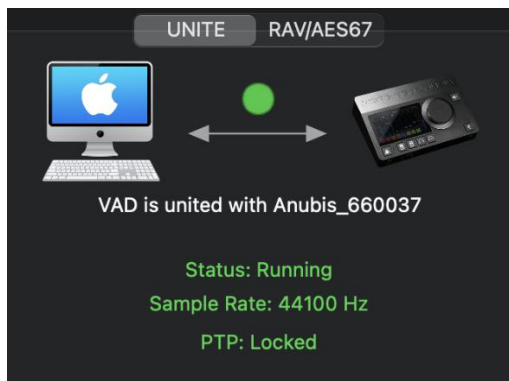 UNITE RAV/AES67
VAD is united with Anubis_660037
Status: Running
Sample Rate: 44100 Hz
PTP: Locked